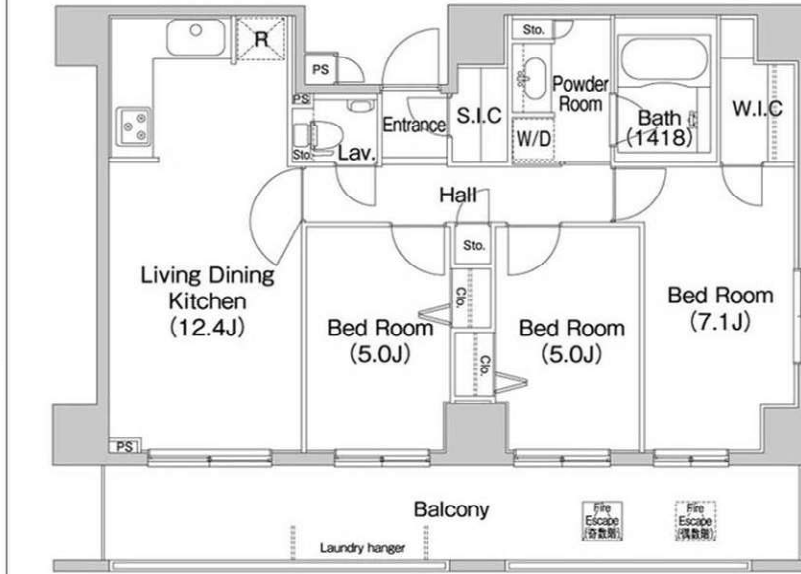 Sto.
R
PS
PS
Powder
Room
Entrance
S.I.C
Bath
(1418)
W.I.C
W/D
Sto.
Lav.
Hall
Sto.
Living Dining
Kitchen
(12.4J)
Clo.
Bed Room
(5.0J)
Bed Room
(5.0J)
Bed Room
(7.1J)
Clo.
PS
Balcony
Fire
Escape
(奇数階)
Fire
Escape
(偶数階)
Laundry hanger